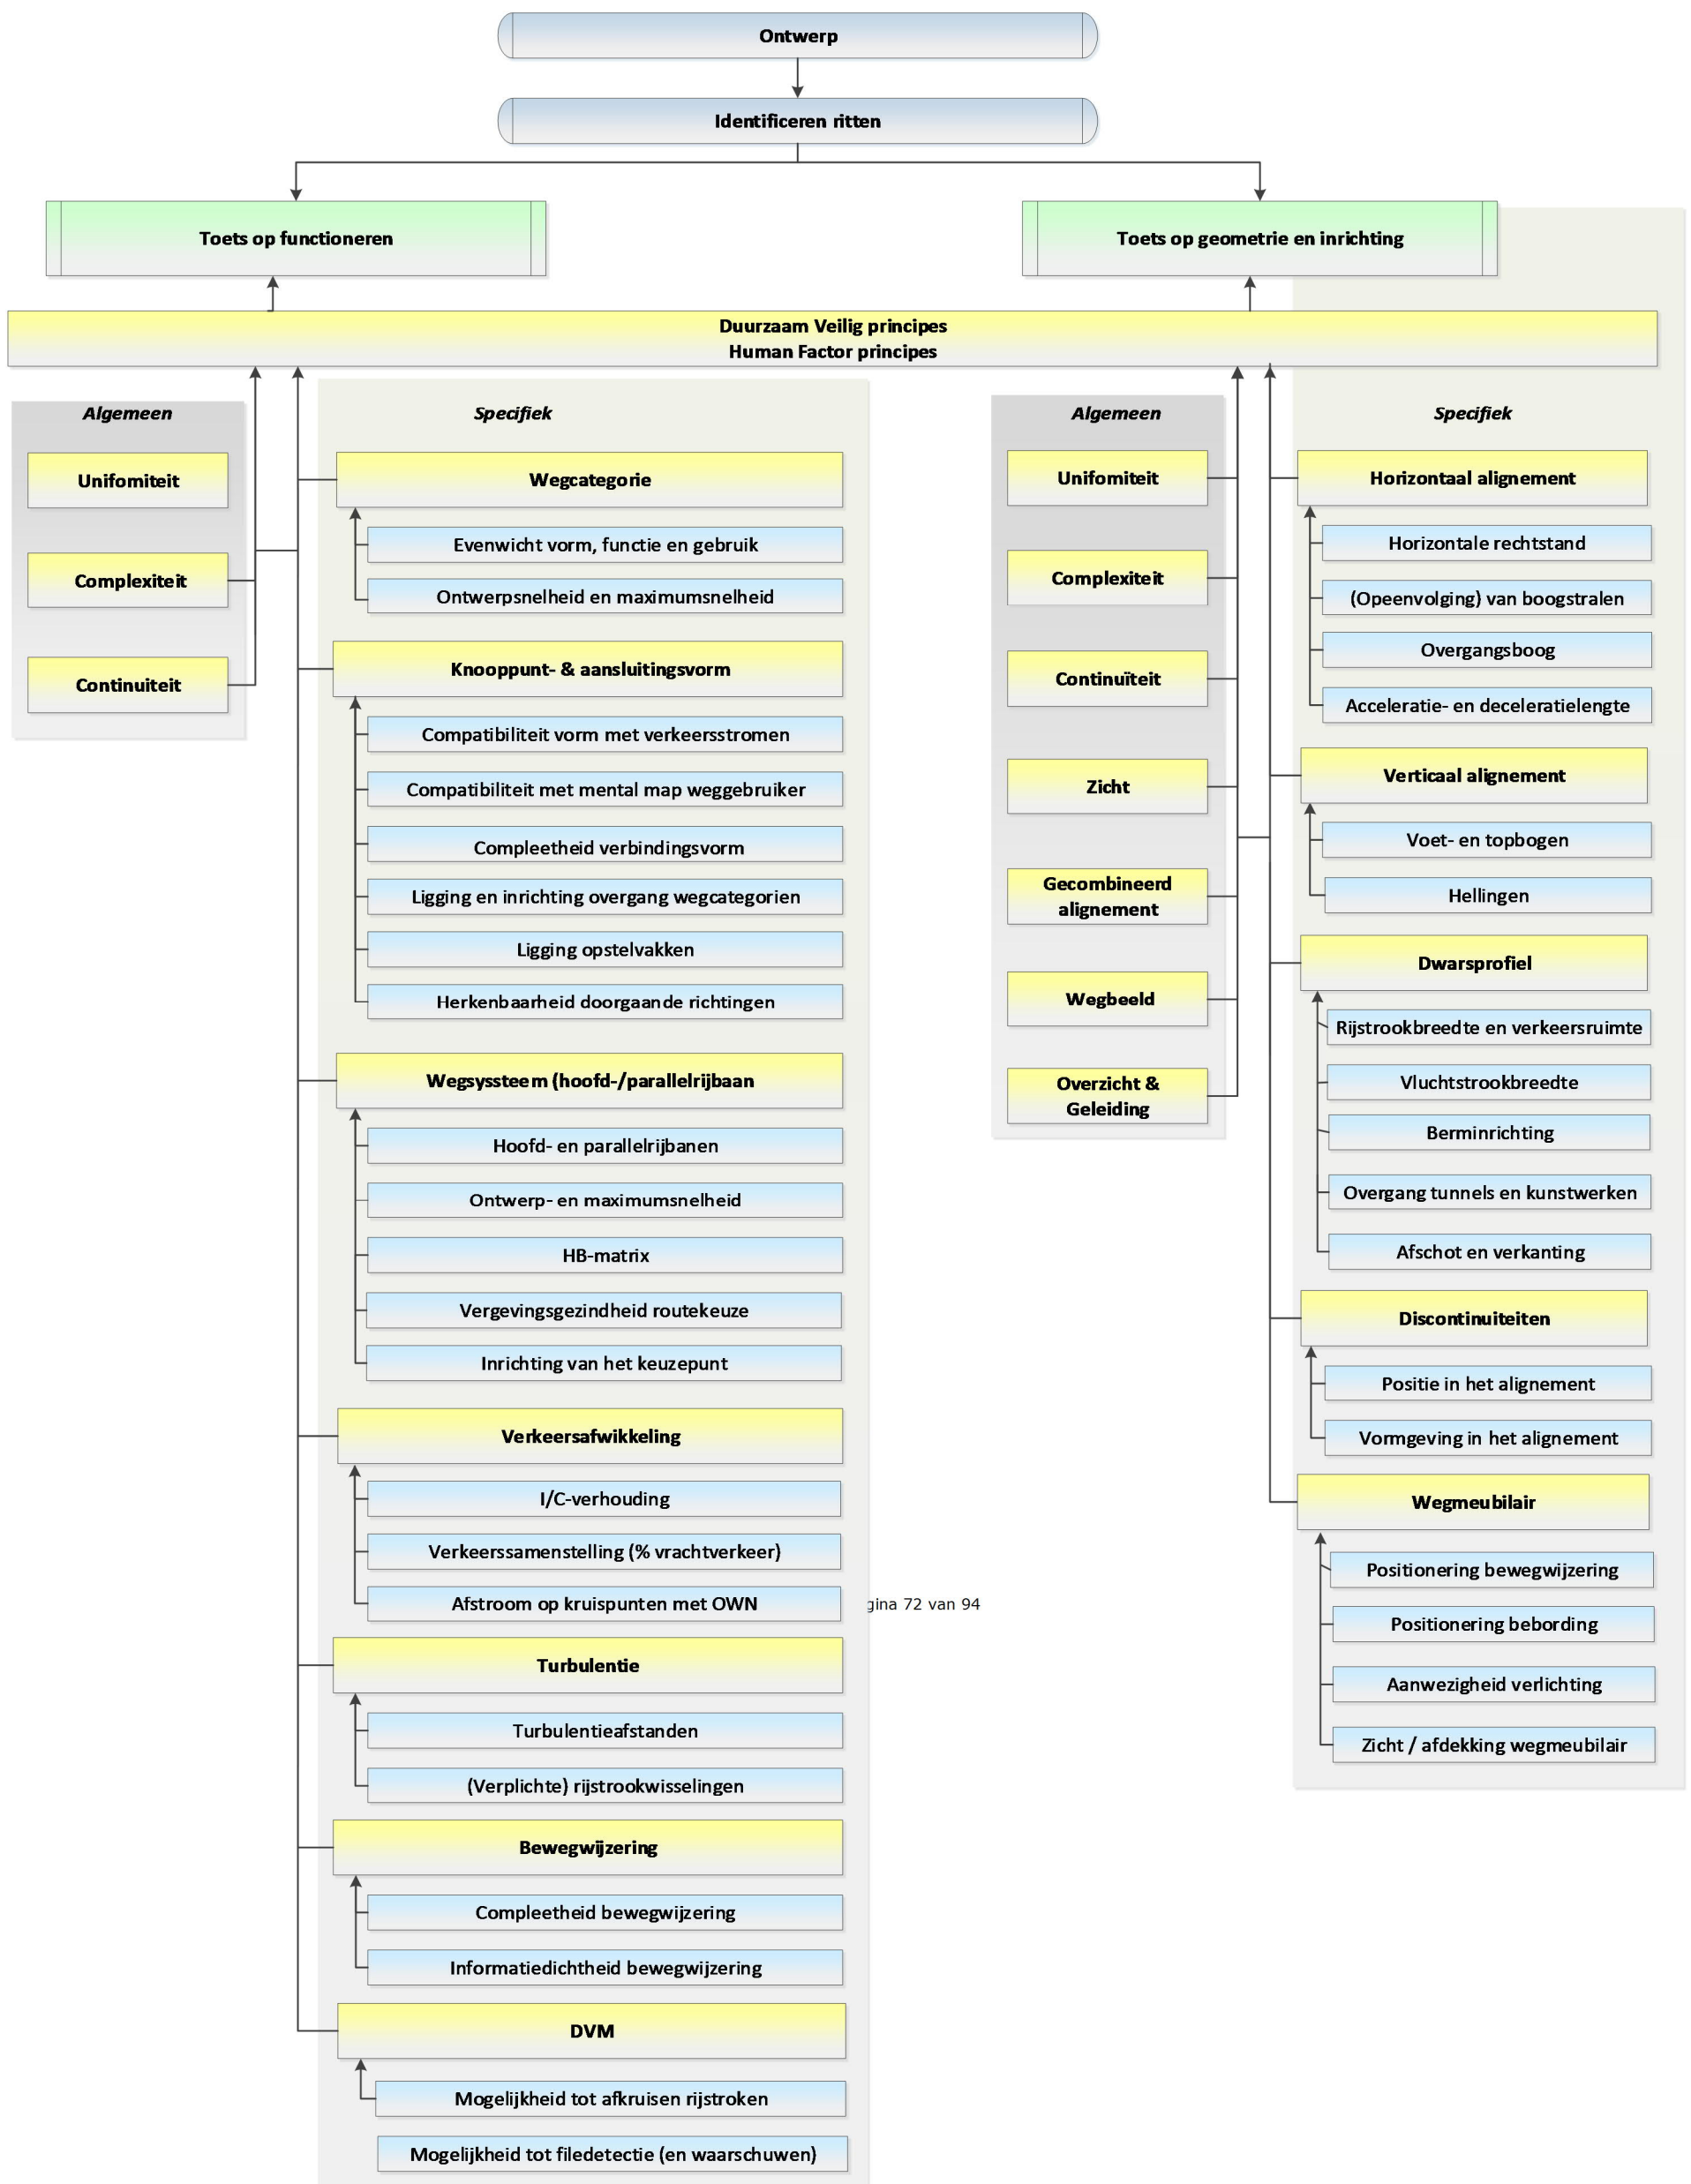 Ontwerp
Identificeren ritten
Toets op functioneren
Toets op geometrie en inrichting
Duurzaam Veilig principes
Human Factor principes
Algemeen
Unifomiteit
Complexiteit
Continuiteit
Specifiek
Wegcategorie
Evenwicht vorm, functie en gebruik
Ontwerpsnelheid en maximumsnelheid
Knooppunt- & aansluitingsvorm
Compatibiliteit vorm met verkeersstromen
Compatibiliteit met mental map weggebruiker
Compleetheid verbindingsvorm
Ligging en inrichting overgang wegcategorien
Ligging opstelvakken
Herkenbaarheid doorgaande richtingen
Wegsyssteem (hoofd-/parallelrijbaan
Hoofd- en parallelrijbanen
Ontwerp- en maximumsnelheid
HB-matrix
Vergevingsgezindheid routekeuze
Inrichting van het keuzepunt
Verkeersafwikkeling
I/C-verhouding
Verkeerssamenstelling (% vrachtverkeer)
Afstroom op kruispunten met OWN
Turbulentie
Turbulentieafstanden
(Verplichte) rijstrookwisselingen
Bewegwijzering
Compleetheid bewegwijzering
Informatiedichtheid bewegwijzering
DVM
Mogelijkheid tot afkruisen rijstroken
Mogelijkheid tot filedetectie (en waarschuwen)
gina 72 van 94
Algemeen
Unifomiteit
Complexiteit
Continuïteit
Zicht
Gecombineerd
alignement
Wegbeeld
Overzicht &
Geleiding
Specifiek
Horizontaal alignement
Horizontale rechtstand
(Opeenvolging) van boogstralen
Overgangsboog
Acceleratie- en deceleratielengte
Verticaal alignement
Voet- en topbogen
Hellingen
Dwarsprofiel
Rijstrookbreedte en verkeersruimte
Vluchtstrookbreedte
Berminrichting
Overgang tunnels en kunstwerken
Afschot en verkanting
Discontinuiteiten
Positie in het alignement
Vormgeving in het alignement
Wegmeubilair
Positionering bewegwijzering
Positionering bebording
Aanwezigheid verlichting
Zicht / afdekking wegmeubilair